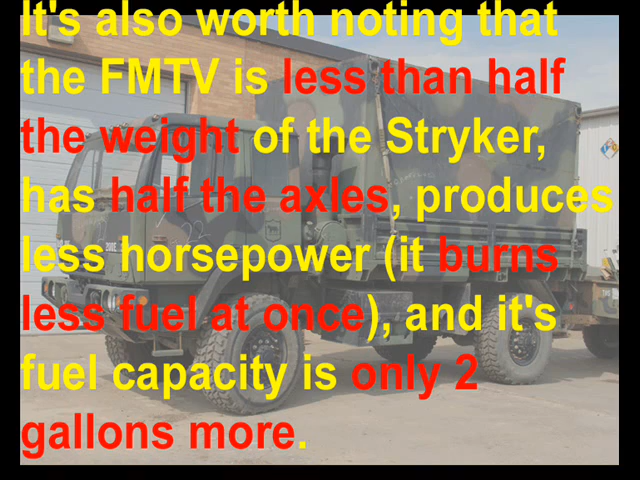 It's also worth noting that
the FMTV is less than half
the weight of the Stryker,
has half the axles, produces
less horsepower (it burns
less fuel at once), and it's
fuel capacity is only 2
gallons more.